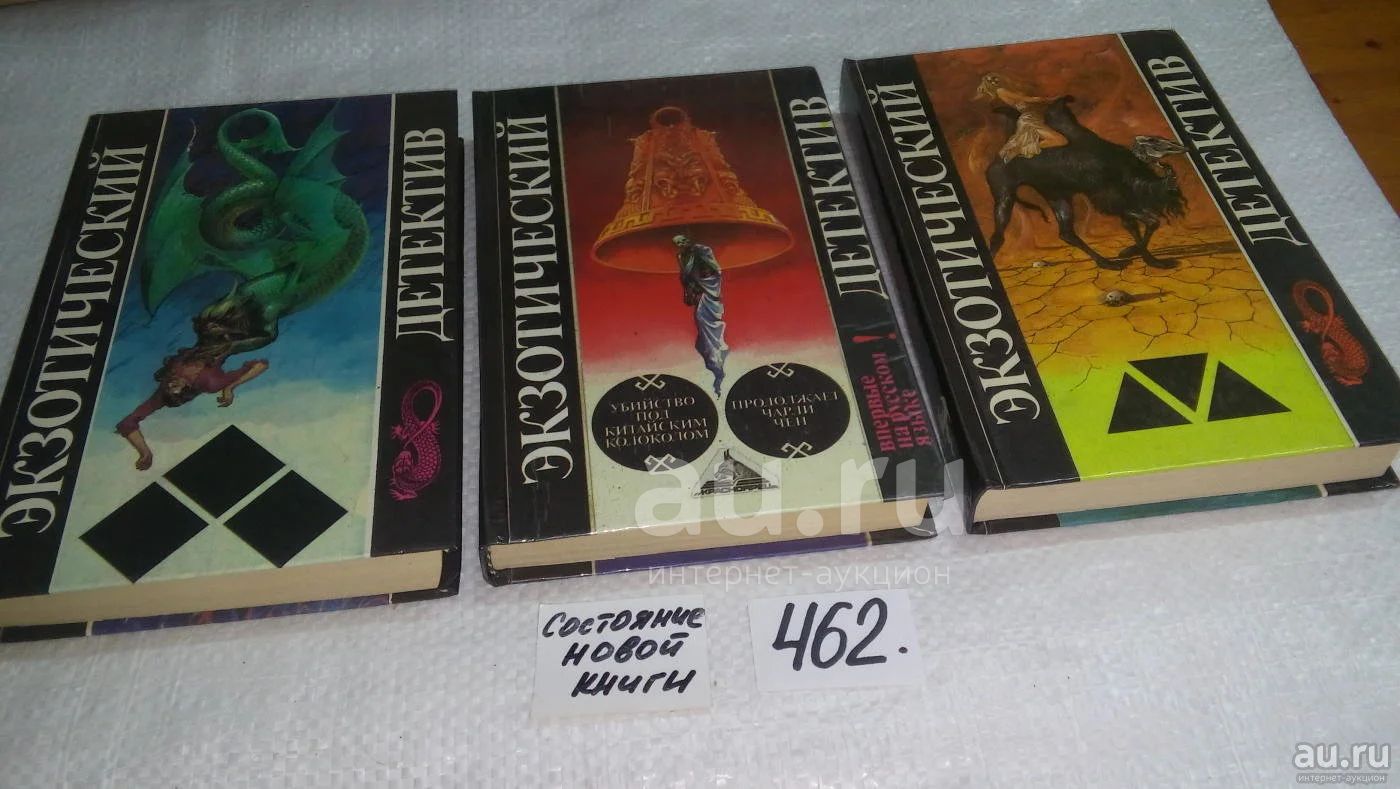 ЭКЗОТИЧЕСКИЙ
ДЕТЕКТИВ
ЭКЗОТИЧЕСКИЙ
ДЕТЕКТИВ
впервые
на русском
языке!
УБИЙСТВО
ПОД
КИТАЙСКИМ
КОЛОКОЛОМ
ПРОДОЛЖАЕТ
ЧАРЛИ
ЧЕН
ЭКЗОТИЧЕСКИЙ
ДЕТЕКТИВ
au.ru
интернет-аукцион
Состояние
новой
книги
462.
au.ru
интернет-аукцион